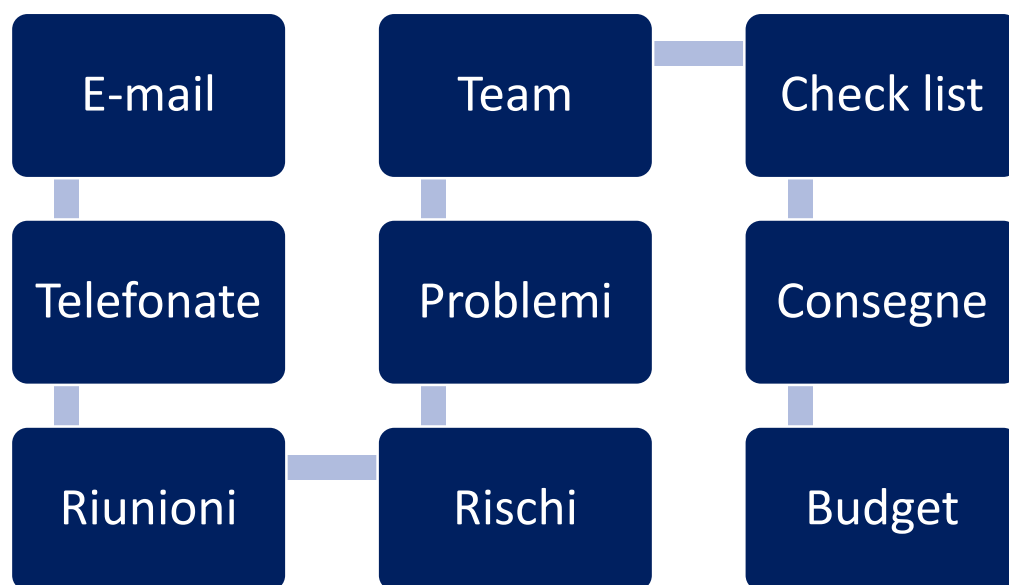 E-mail
Telefonate
Riunioni
Rischi
Problemi
Team
Check list
Consegne
Budget